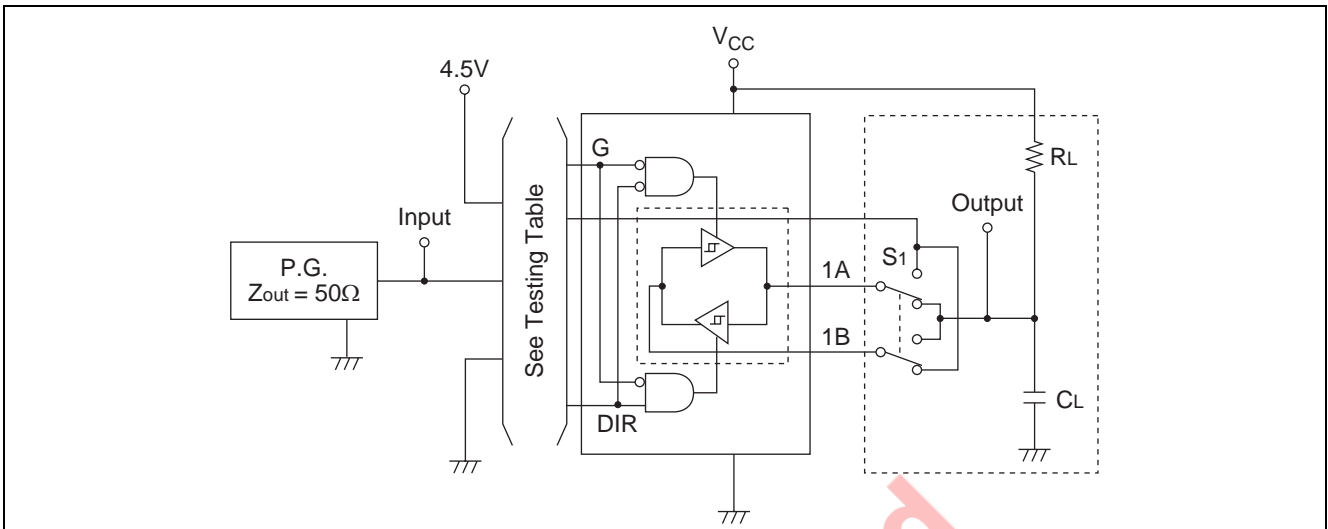 VCC
4.5V
G
Input
See Testing Table
P.G.
Zout = 50Ω
RL
Output
S1
1A
1B
CL
DIR